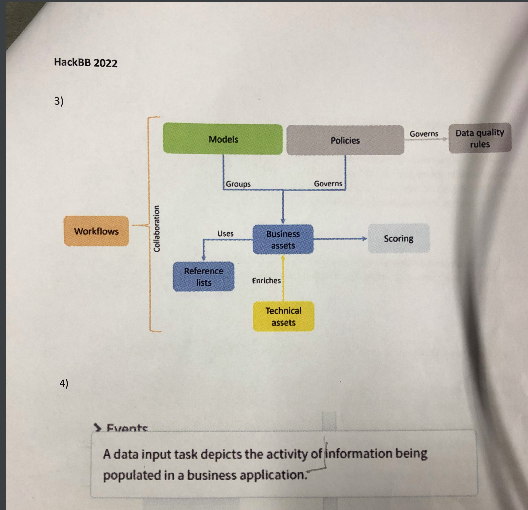 HackBB 2022
3)
Models
Policies
Governs
Data quality
rules
Groups
Governs
Workflows
Collaboration
Uses
Business
assets
Scoring
Reference
lists
Enriches
Technical
assets
4)
Events
A data input task depicts the activity of information being
populated in a business application.